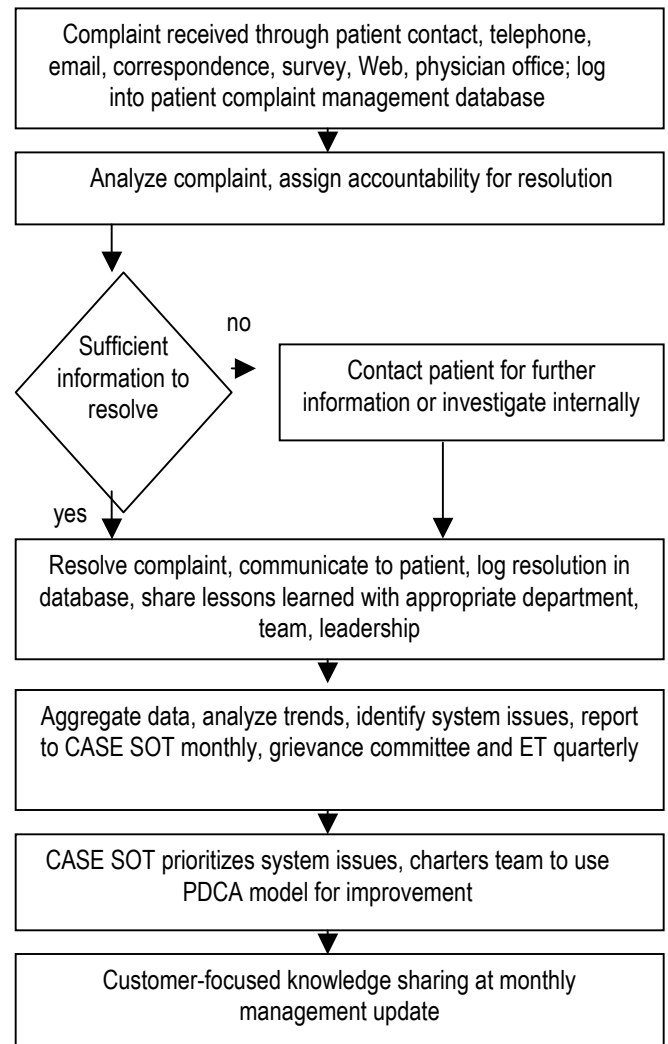 Complaint received through patient contact, telephone,
email, correspondence, survey, Web, physician office; log
into patient complaint management database
Analyze complaint, assign accountability for resolution
Sufficient
information to
resolve
no
Contact patient for further
information or investigate internally
yes
Resolve complaint, communicate to patient, log resolution in
database, share lessons learned with appropriate department,
team, leadership
Aggregate data, analyze trends, identify system issues, report
to CASE SOT monthly, grievance committee and ET quarterly
CASE SOT prioritizes system issues, charters team to use
PDCA model for improvement
Customer-focused knowledge sharing at monthly
management update